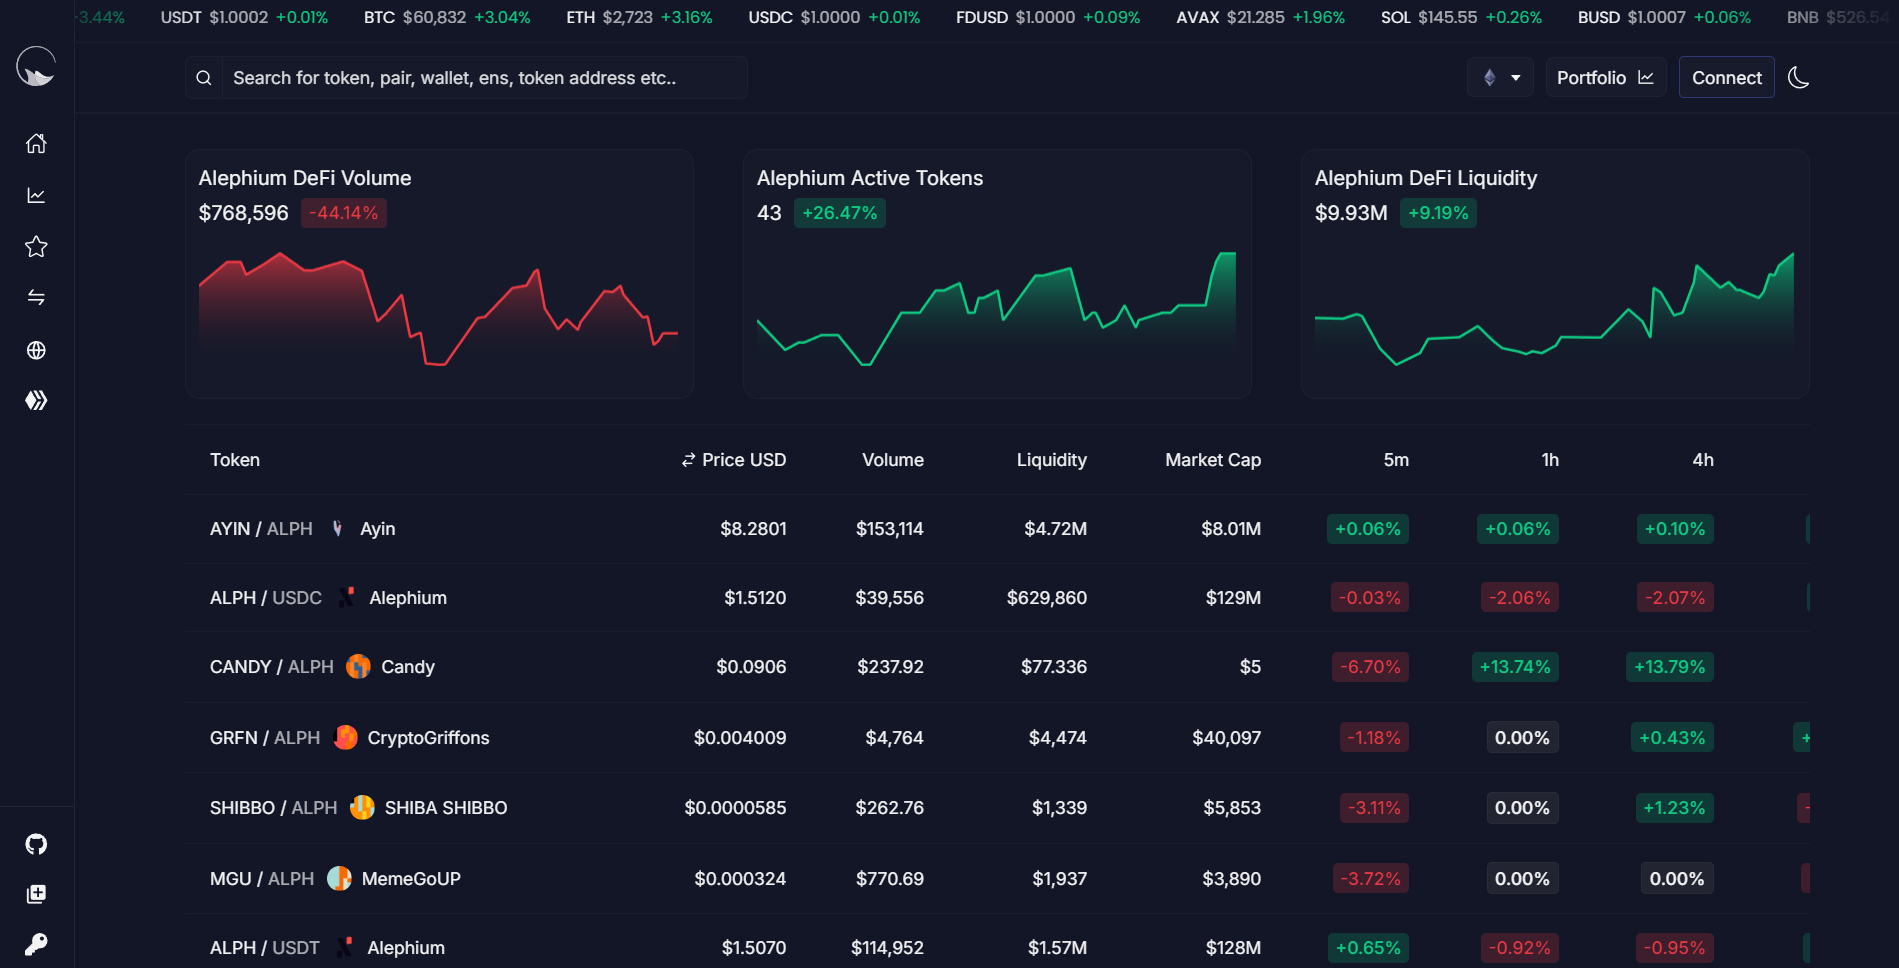 -3.44% USDT $1.0002 +0.01% BTC $60,832 +3.04% ETH $2,723 +3.16% USDC $1.0000 +0.01% FDUSD $1.0000 +0.09% AVAX $21.285 +1.96% SOL $145.55 +0.26% BUSD $1.0007 +0.06% BNB $526.54
Search for token, pair, wallet, ens, token address etc.. Portfolio Connect
Alephium DeFi Volume
$768,596 -44.14%
Alephium Active Tokens
43 +26.47%
Alephium DeFi Liquidity
$9.93M +9.19%
Token Price USD Volume Liquidity Market Cap 5m 1h 4h
AYIN / ALPH Ayin $8.2801 $153,114 $4.72M $8.01M +0.06% +0.06% +0.10%
ALPH / USDC Alephium $1.5120 $39,556 $629,860 $129M -0.03% -2.06% -2.07%
CANDY / ALPH Candy $0.0906 $237.92 $77.336 $5 -6.70% +13.74% +13.79%
GRFN / ALPH CryptoGriffons $0.004009 $4,764 $4,474 $40,097 -1.18% 0.00% +0.43% +
SHIBBO / ALPH SHIBA SHIBBO $0.0000585 $262.76 $1,339 $5,853 -3.11% 0.00% +1.23% -
MGU / ALPH MemeGoUP $0.000324 $770.69 $1,937 $3,890 -3.72% 0.00% 0.00%
ALPH / USDT Alephium $1.5070 $114,952 $1.57M $128M +0.65% -0.92% -0.95%